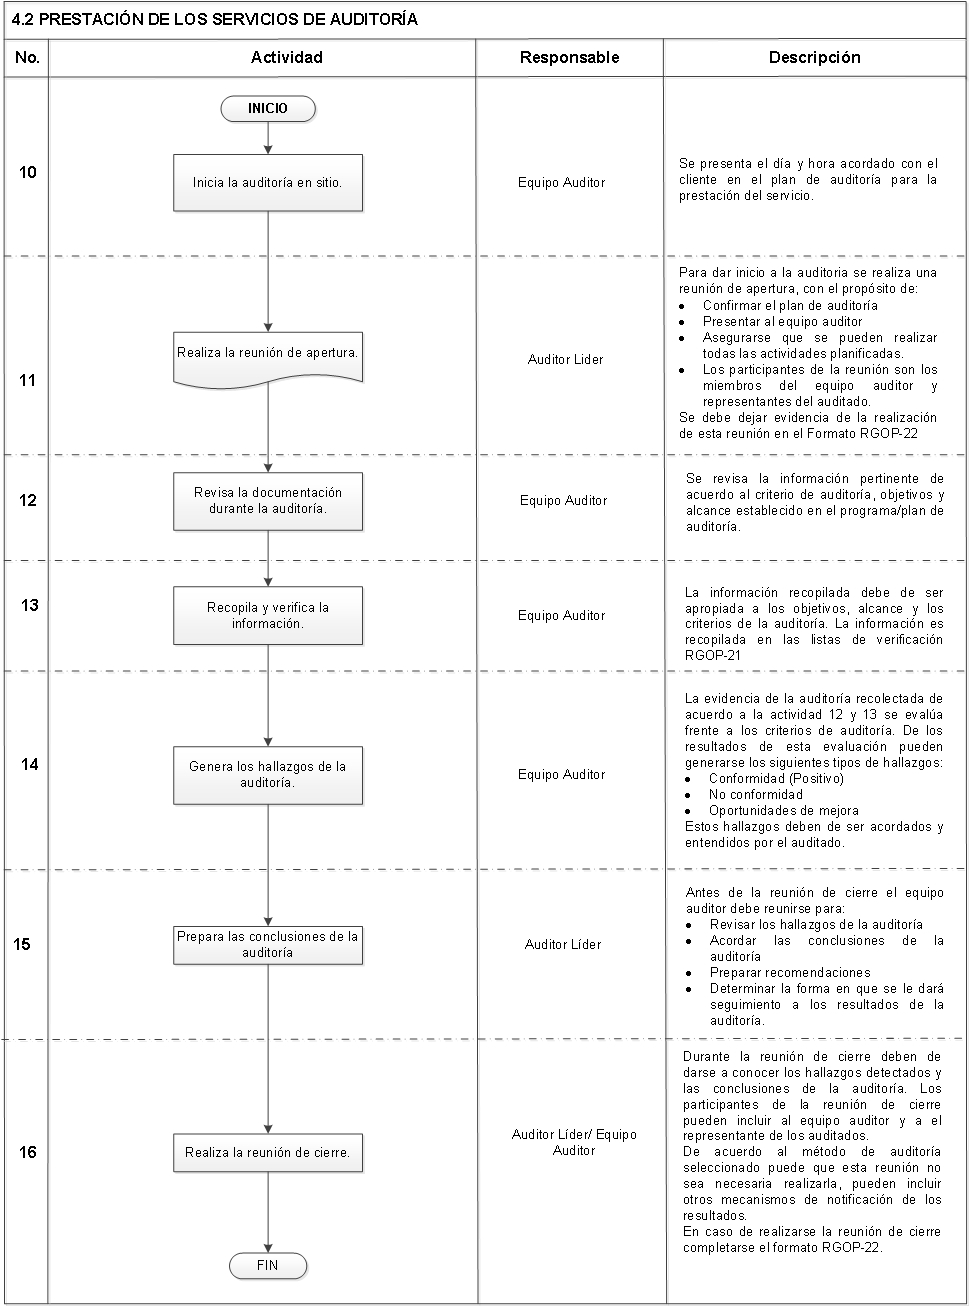 4.2 PRESTACIÓN DE LOS SERVICIOS DE AUDITORÍA
No.
Actividad
Responsable
Descripción
INICIO
10
Inicia la auditoría en sitio.
Equipo Auditor
Se presenta el día y hora acordado con el
cliente en el plan de auditoría para la
prestación del servicio.
11
Realiza la reunión de apertura.
Auditor Lider
Para dar inicio a la auditoria se realiza una
reunión de apertura, con el propósito de:
• Confirmar el plan de auditoría
• Presentar al equipo auditor
• Asegurarse que se pueden realizar
todas las actividades planificadas.
• Los participantes de la reunión son los
miembros del equipo auditor y
representantes del auditado.
Se debe dejar evidencia de la realización
de esta reunión en el Formato RGOP-22
12
Revisa la documentación
durante la auditoría.
Equipo Auditor
Se revisa la información pertinente de
acuerdo al criterio de auditoría, objetivos y
alcance establecido en el programa/plan de
auditoría.
13
Recopila y verifica la
información.
Equipo Auditor
La información recopilada debe de ser
apropiada a los objetivos, alcance y los
criterios de la auditoría. La información es
recopilada en las listas de verificación
RGOP-21
14
Genera los hallazgos de la
auditoría.
Equipo Auditor
La evidencia de la auditoría recolectada de
acuerdo a la actividad 12 y 13 se evalúa
frente a los criterios de auditoría. De los
resultados de esta evaluación pueden
generarse los siguientes tipos de hallazgos:
• Conformidad (Positivo)
• No conformidad
• Oportunidades de mejora
Estos hallazgos deben de ser acordados y
entendidos por el auditado.
15
Prepara las conclusiones de la
auditoría
Auditor Líder
Antes de la reunión de cierre el equipo
auditor debe reunirse para:
• Revisar los hallazgos de la auditoría
• Acordar las conclusiones de la
auditoría
• Preparar recomendaciones
• Determinar la forma en que se le dará
seguimiento a los resultados de la
auditoría.
16
Realiza la reunión de cierre.
Auditor Líder/ Equipo
Auditor
Durante la reunión de cierre deben de
darse a conocer los hallazgos detectados y
las conclusiones de la auditoría. Los
participantes de la reunión de cierre
pueden incluir al equipo auditor y a el
representante de los auditados.
De acuerdo al método de auditoría
seleccionado puede que esta reunión no
sea necesaria realizarla, pueden incluir
otros mecanismos de notificación de los
resultados.
En caso de realizarse la reunión de cierre
completarse el formato RGOP-22.
FIN